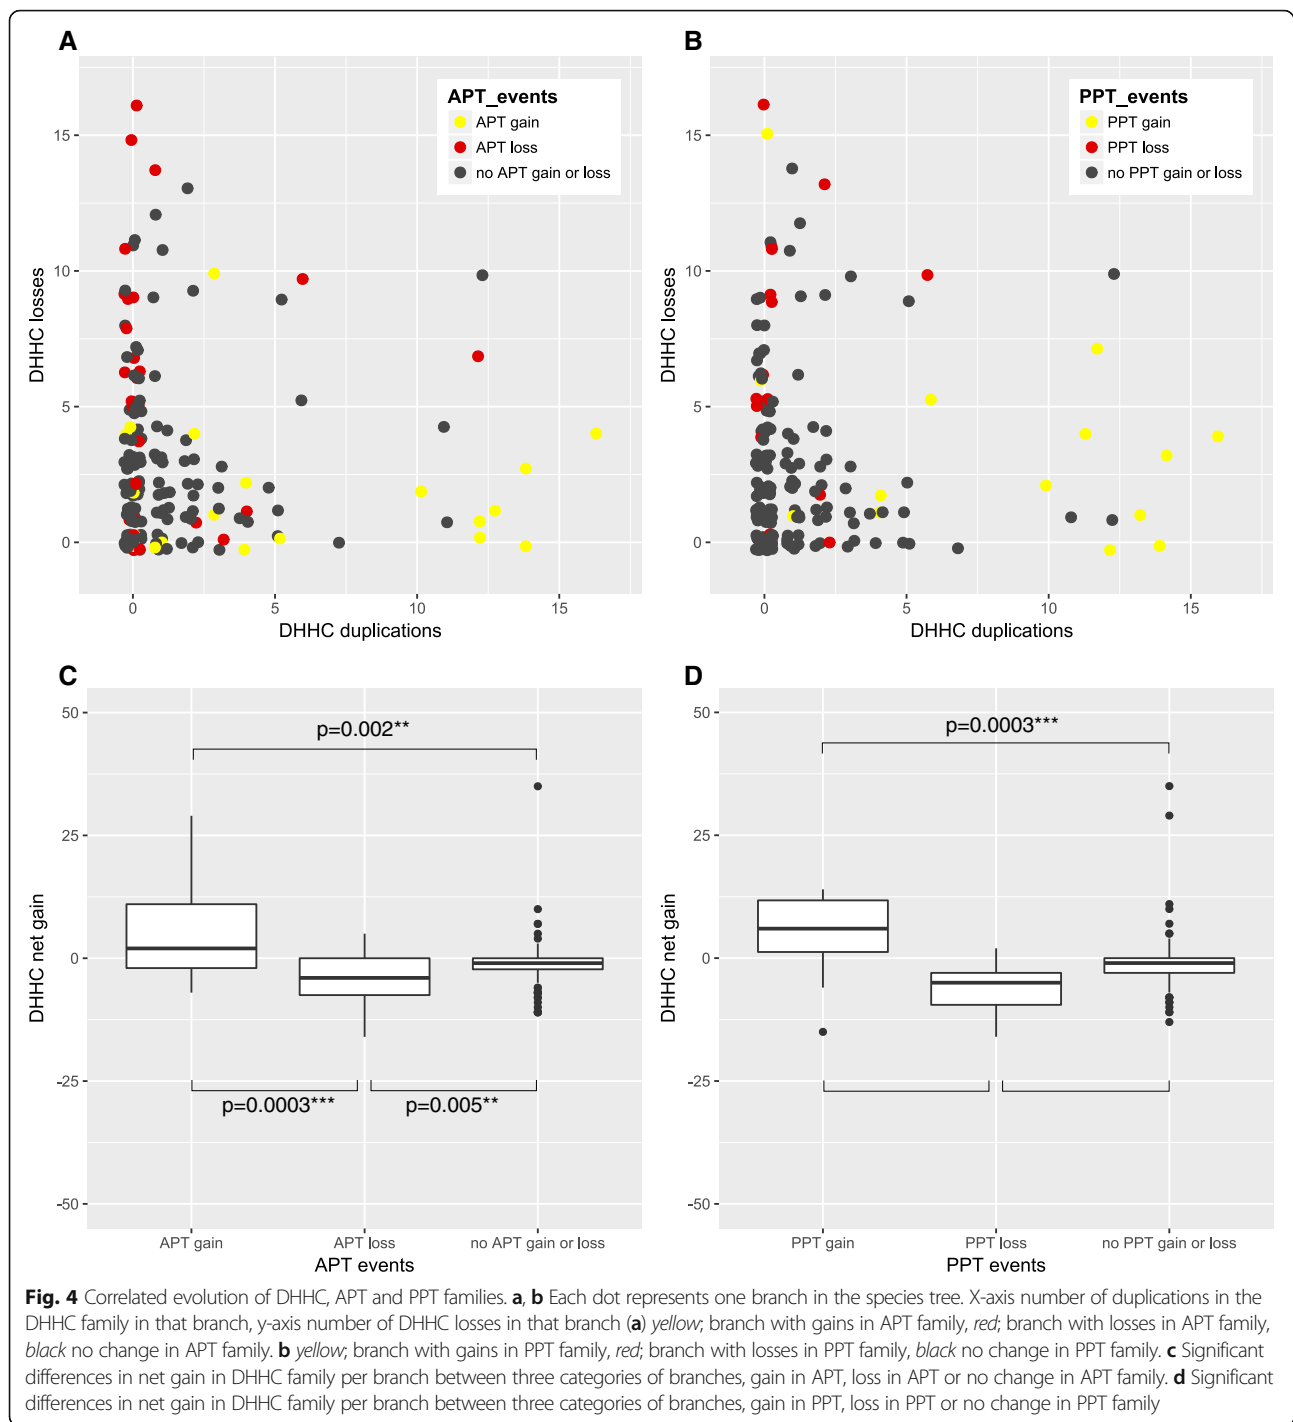 A
APT_events
APT gain
APT loss
no APT gain or loss
15
10
5
0
DHHC losses
0
5
10
15
DHHC duplications
B
PPT_events
PPT gain
PPT loss
no PPT gain or loss
15
10
5
0
DHHC losses
0
5
10
15
DHHC duplications
C
p=0.002**
50
25
0
-25
-50
DHHC net gain
p=0.0003***
p=0.005**
APT gain
APT loss
no APT gain or loss
APT events
D
p=0.0003***
50
25
0
-25
-50
DHHC net gain
PPT gain
PPT loss
no PPT gain or loss
PPT events
Fig. 4 Correlated evolution of DHHC, APT and PPT families. a, b Each dot represents one branch in the species tree. X-axis number of duplications in the
DHHC family in that branch, y-axis number of DHHC losses in that branch (a) yellow; branch with gains in APT family, red; branch with losses in APT family,
black no change in APT family. b yellow; branch with gains in PPT family, red; branch with losses in PPT family, black no change in PPT family. c Significant
differences in net gain in DHHC family per branch between three categories of branches, gain in APT, loss in APT or no change in APT family. d Significant
differences in net gain in DHHC family per branch between three categories of branches, gain in PPT, loss in PPT or no change in PPT family